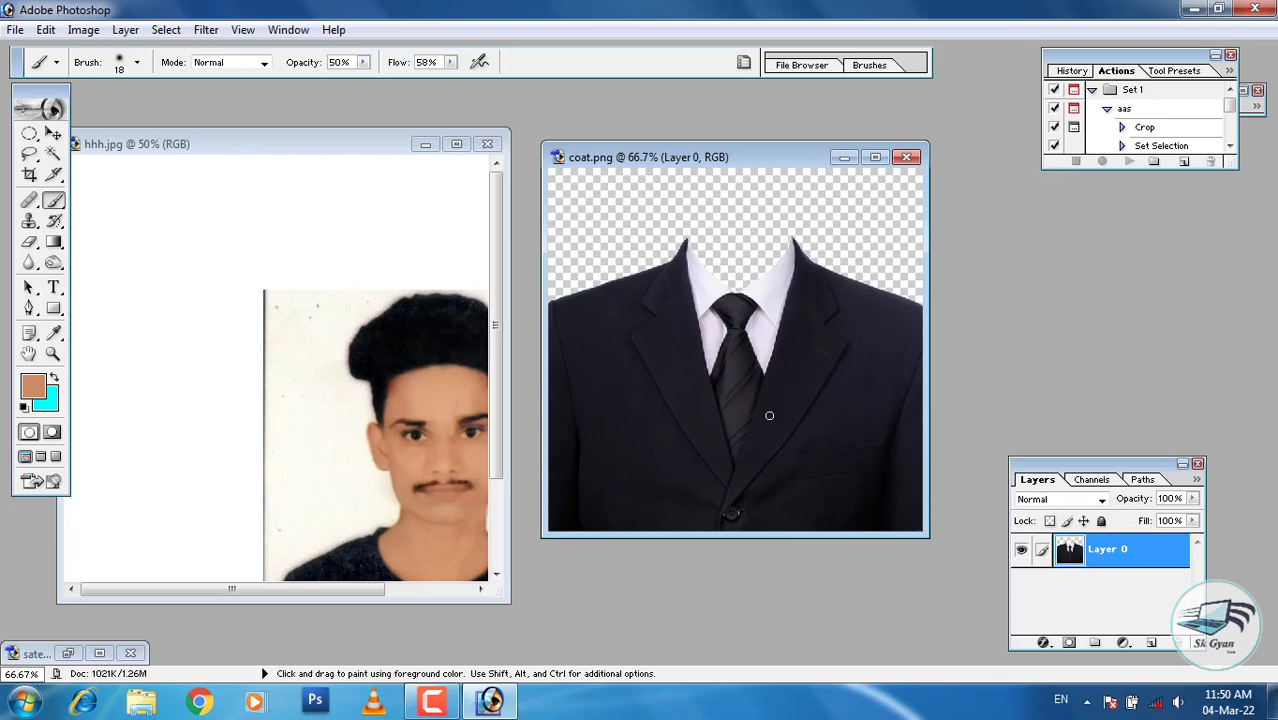 Adobe Photoshop
File Edit Image Layer Select Filter View Window Help
Brush: 18 Mode: Normal Opacity: 50% Flow: 58% File Browser Brushes
History Actions Tool Presets
Set 1
aas
Crop
Set Selection
hhh.jpg @ 50% (RGB)
coat.png @ 66.7% (Layer 0, RGB)
Layers Channels Paths
Normal Opacity: 100%
Lock: Fill: 100%
Layer 0
Sk Gyan
sate...
66.67% Doc: 1021K/1.26M Click and drag to paint using foreground color. Use Shift, Alt, and Ctrl for additional options.
Ps EN 11:50 AM
04-Mar-22